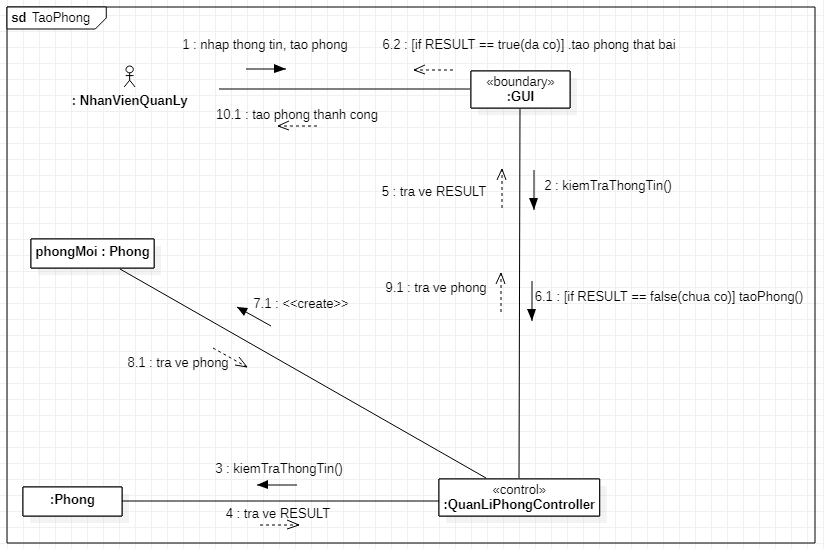 sd TaoPhong
1 : nhap thong tin, tao phong
6.2 : [if RESULT == true(da co)] .tao phong that bai
: NhanVienQuanLy
«boundary»
:GUI
10.1 : tao phong thanh cong
5 : tra ve RESULT
2 : kiemTraThongTin()
phongMoi : Phong
9.1 : tra ve phong
6.1 : [if RESULT == false(chua co)] taoPhong()
7.1 : <<create>>
8.1 : tra ve phong
3 : kiemTraThongTin()
:Phong
«control»
:QuanLiPhongController
4 : tra ve RESULT